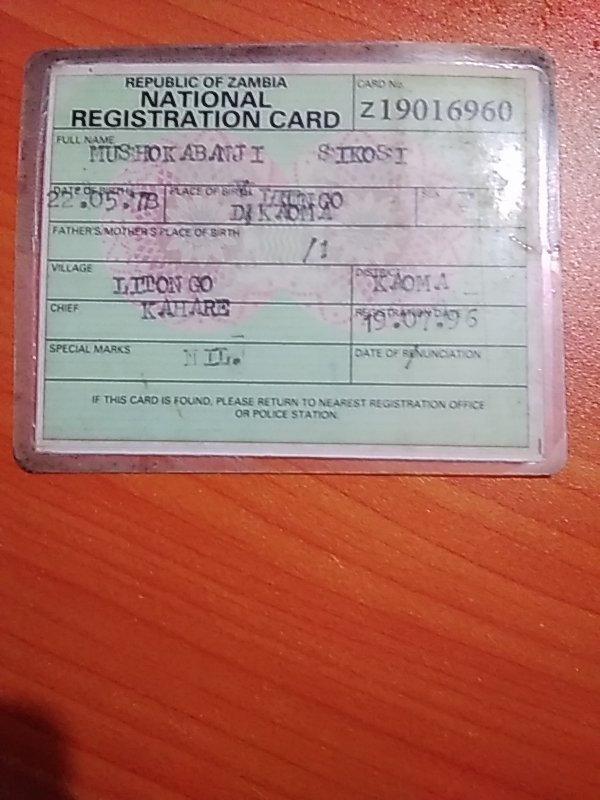 REPUBLIC OF ZAMBIA
NATIONAL
REGISTRATION CARD
CARD No.
Z19016960
FULL NAME
MUSHOKABANJI SIKOSI
DATE OF BIRTH
22.05.78
PLACE OF BIRTH
D/KAOMA
SEX
FATHER'S/MOTHER'S PLACE OF BIRTH
/1
VILLAGE
LITONGO
DISTRICT
KAOMA
CHIEF
KAHARE
REGISTRATION DATE
19.07.96
SPECIAL MARKS
NIL.
DATE OF RENUNCIATION
IF THIS CARD IS FOUND, PLEASE RETURN TO NEAREST REGISTRATION OFFICE
OR POLICE STATION.